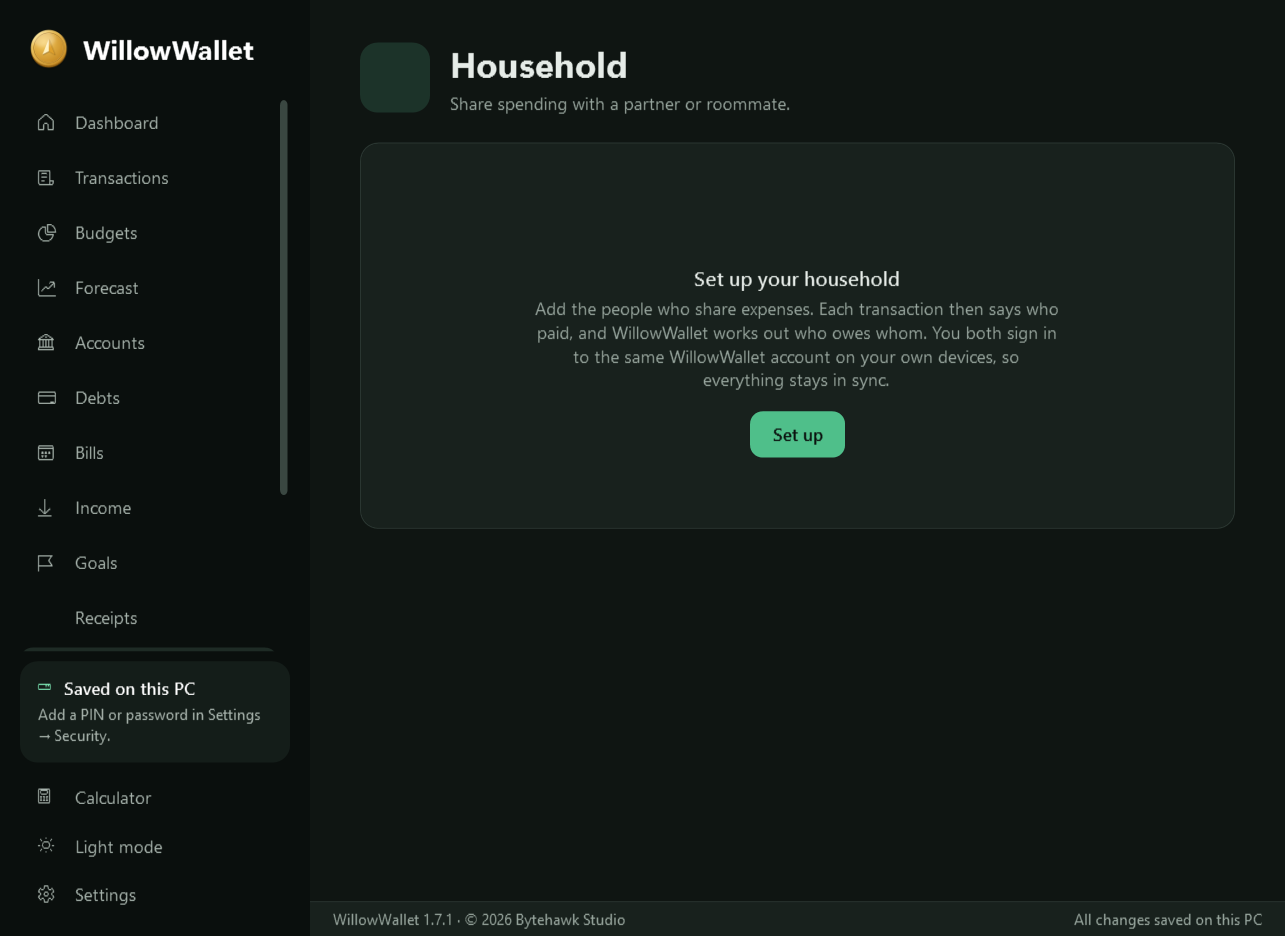 WillowWallet
Dashboard
Transactions
Budgets
Forecast
Accounts
Debts
Bills
Income
Goals
Receipts
Saved on this PC
Add a PIN or password in Settings
→ Security.
Calculator
Light mode
Settings
Household
Share spending with a partner or roommate.
Set up your household
Add the people who share expenses. Each transaction then says who
paid, and WillowWallet works out who owes whom. You both sign in
to the same WillowWallet account on your own devices, so
everything stays in sync.
Set up
WillowWallet 1.7.1 · © 2026 Bytehawk Studio
All changes saved on this PC